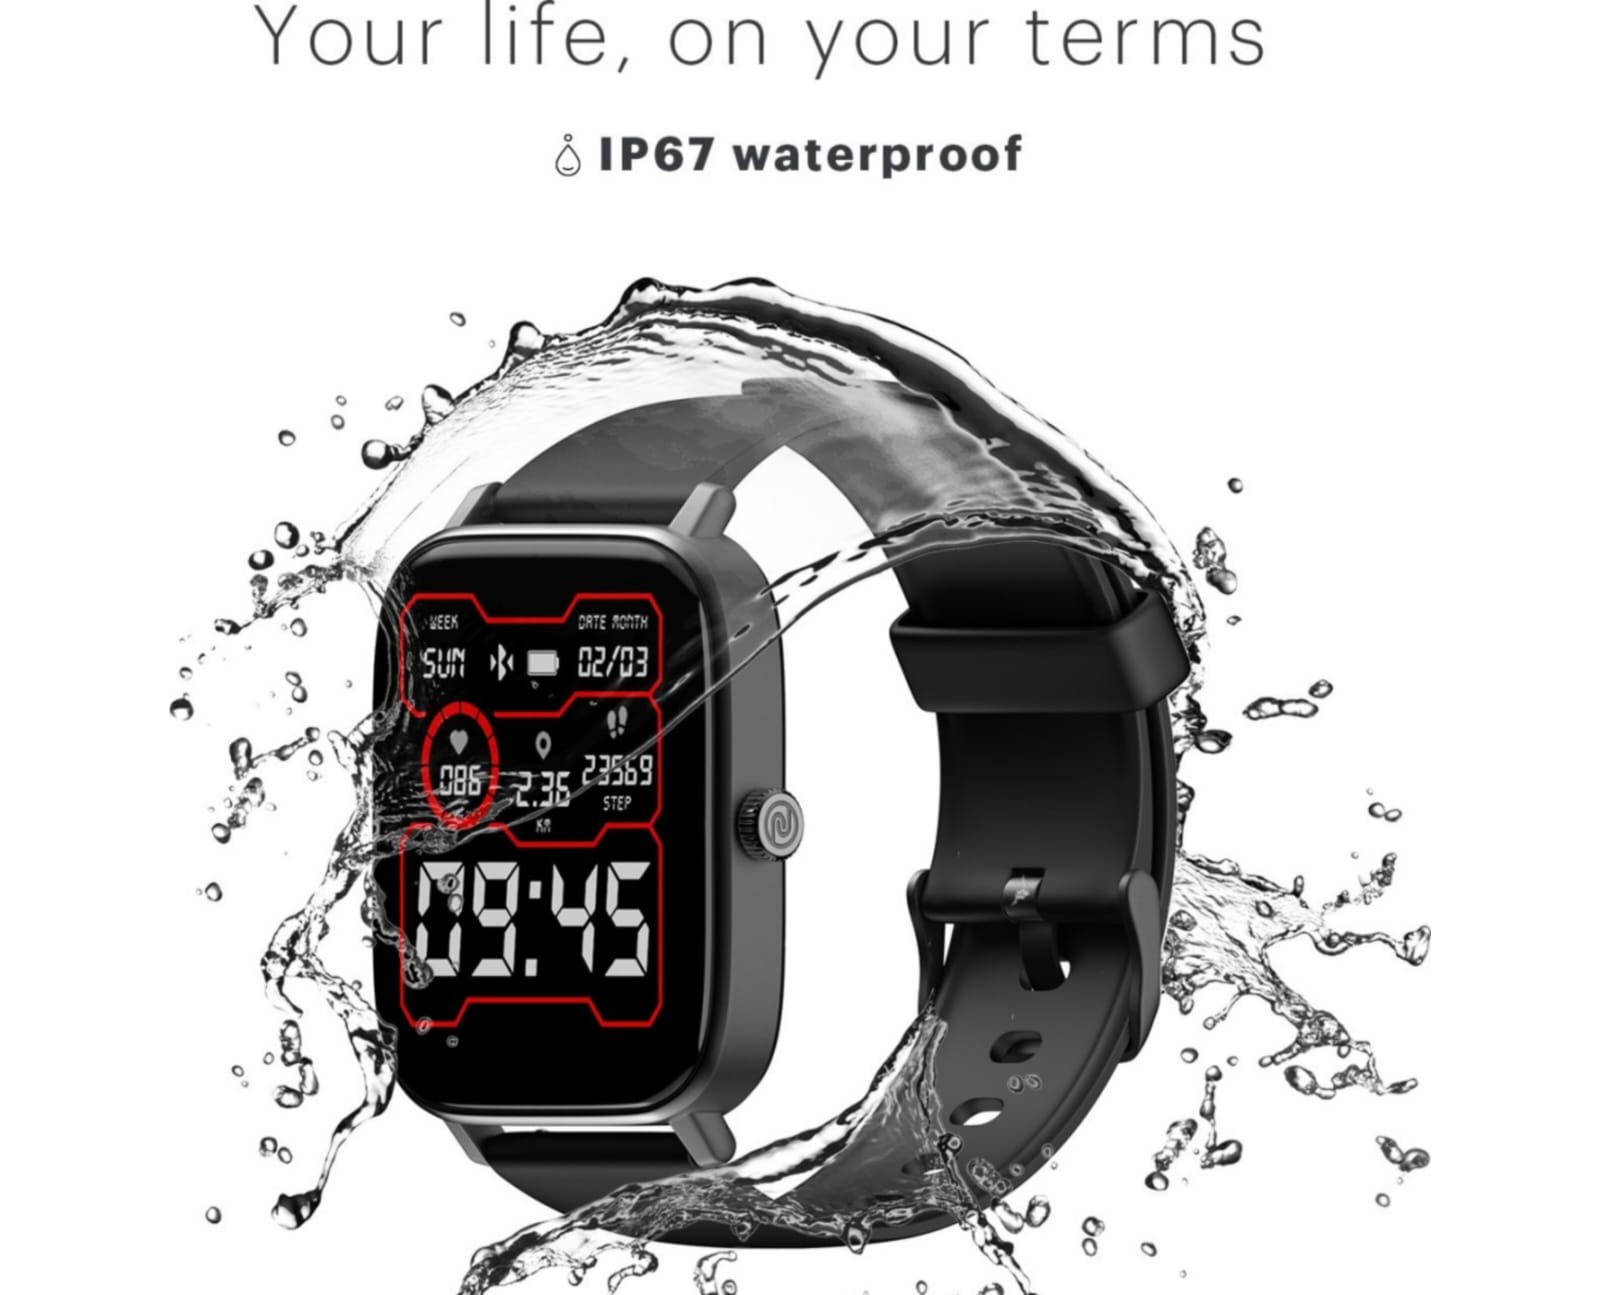 Your life, on your terms
IP67 waterproof
WEEK
DATE MONTH
SUN
02/03
086
2.36
KM
23569
STEP
09:45